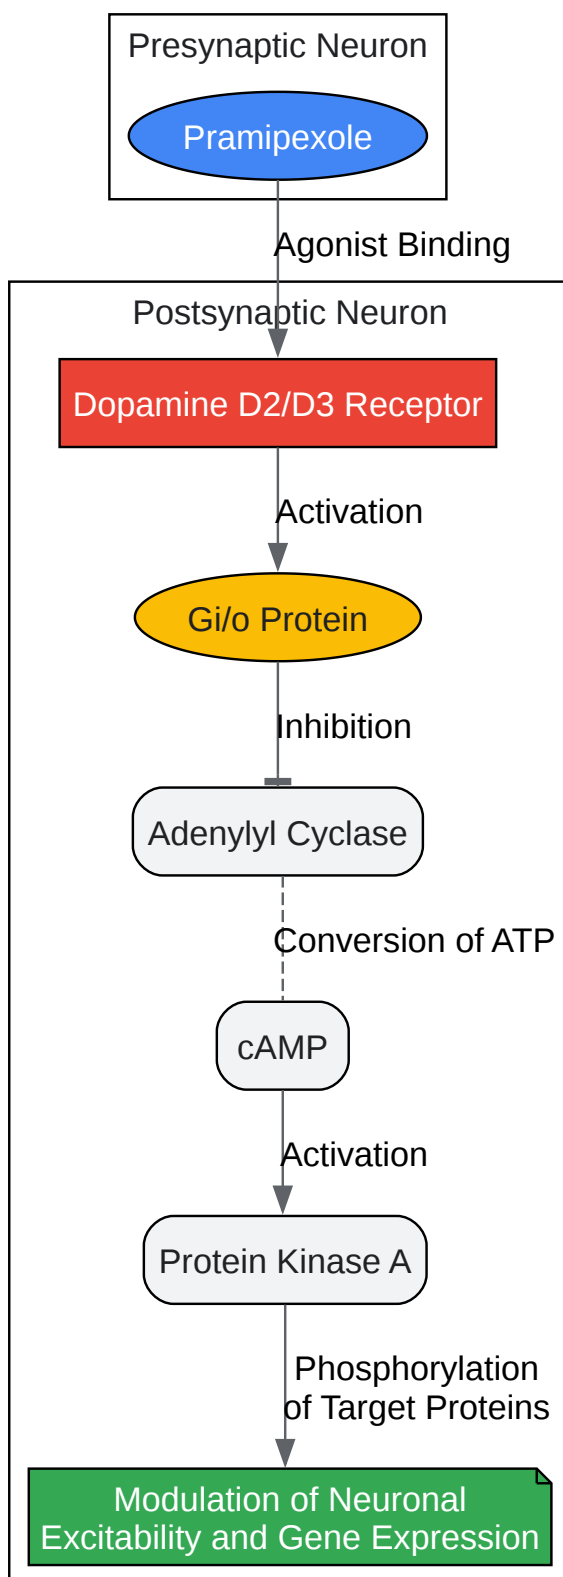 Presynaptic Neuron
Pramipexole
Agonist Binding
Postsynaptic Neuron
Dopamine D2/D3 Receptor
Activation
Gi/o Protein
Inhibition
Adenylyl Cyclase
Conversion of ATP
cAMP
Activation
Protein Kinase A
Phosphorylation
of Target Proteins
Modulation of Neuronal
Excitability and Gene Expression